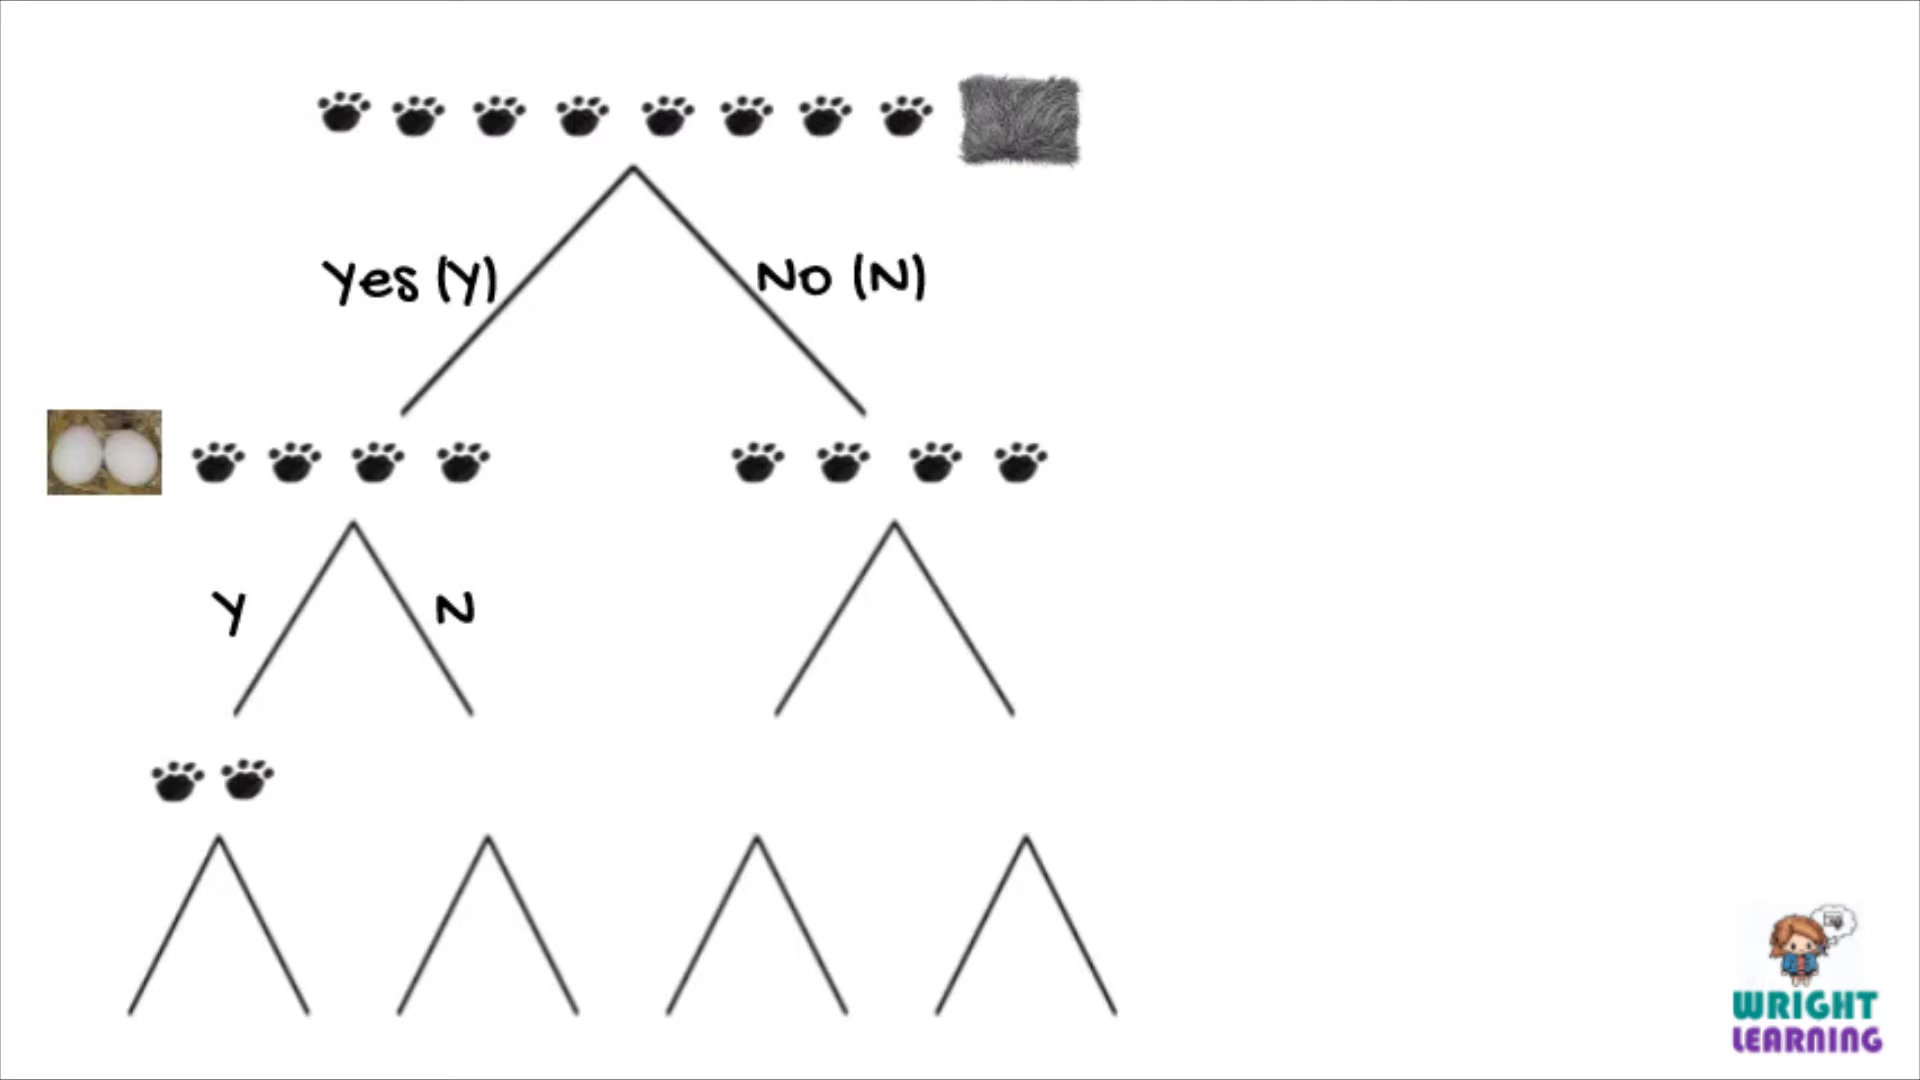 Yes (Y)
No (N)
Y
N
WRIGHT
LEARNING